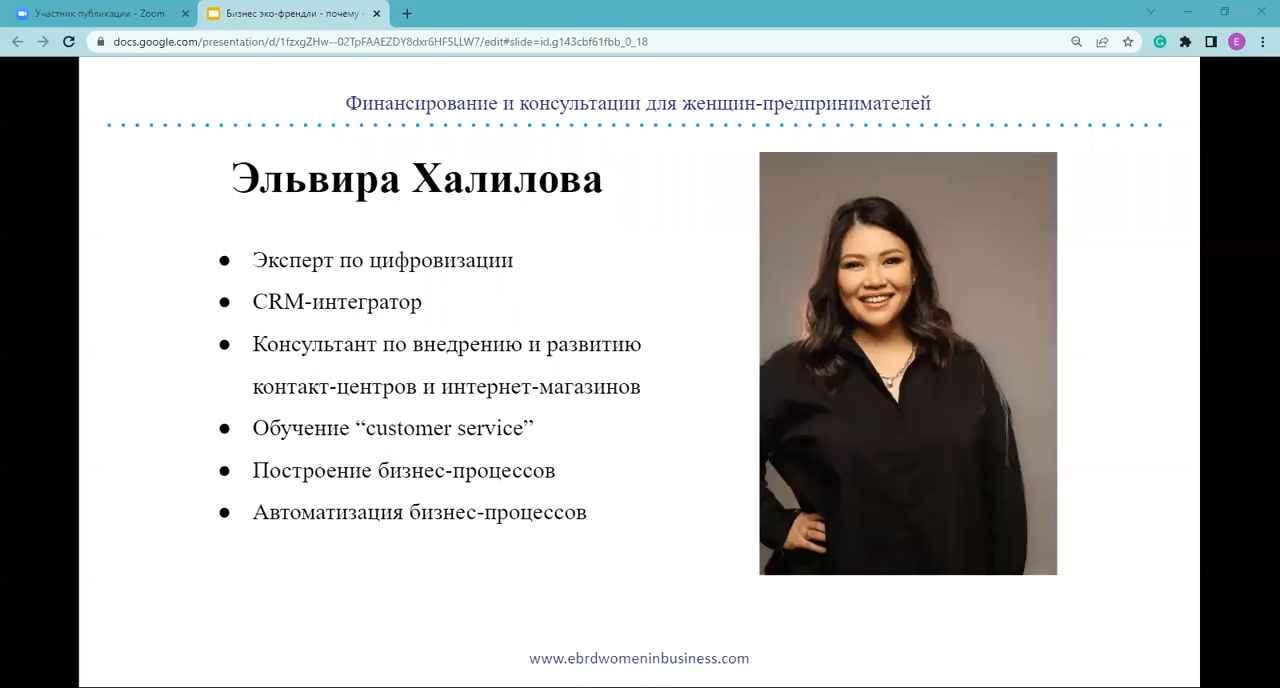 Участник публикации - Zoom
Бизнес эко-френдли - почему
docs.google.com/presentation/d/1fzxgZHw--02TpFAAEZDY8dxr6HF5LLW7/edit#slide=id.g143cbf61fbb_0_18
E
Финансирование и консультации для женщин-предпринимателей
Эльвира Халилова
● Эксперт по цифровизации
● CRM-интегратор
● Консультант по внедрению и развитию
контакт-центров и интернет-магазинов
● Обучение “customer service”
● Построение бизнес-процессов
● Автоматизация бизнес-процессов
www.ebrdwomeninbusiness.com